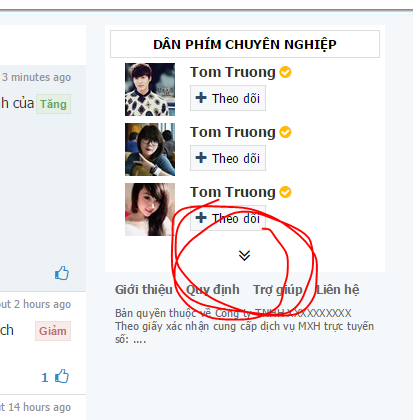 DÂN PHÍM CHUYÊN NGHIỆP
3 minutes ago
nh của Tăng
Tom Truong
+ Theo dõi
Tom Truong
+ Theo dõi
Tom Truong
+ Theo dõi
out 2 hours ago
ch Giảm
1
t 14 hours ago
Giới thiệu Quy định Trợ giúp Liên hệ
Bản quyền thuộc về Công ty TNHH XXXXXXXXXX
Theo giấy xác nhận cung cấp dịch vụ MXH trực tuyến
số: ....